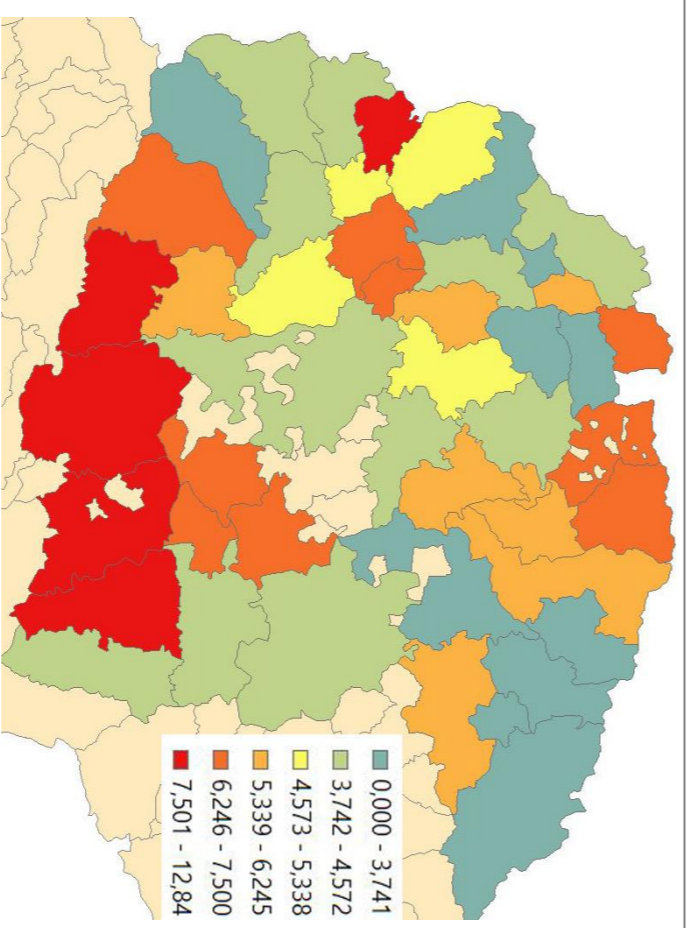 0,000 - 3,741
3,742 - 4,572
4,573 - 5,338
5,339 - 6,245
6,246 - 7,500
7,501 - 12,84